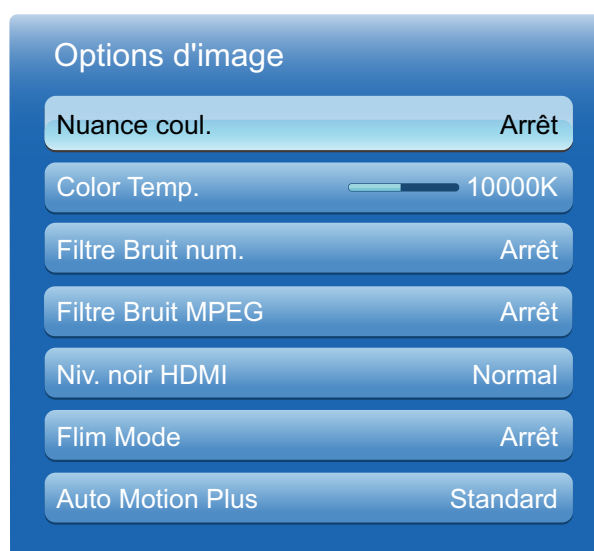 Options d'image
Nuance coul. Arrêt
Color Temp. 10000K
Filtre Bruit num. Arrêt
Filtre Bruit MPEG Arrêt
Niv. noir HDMI Normal
Flim Mode Arrêt
Auto Motion Plus Standard